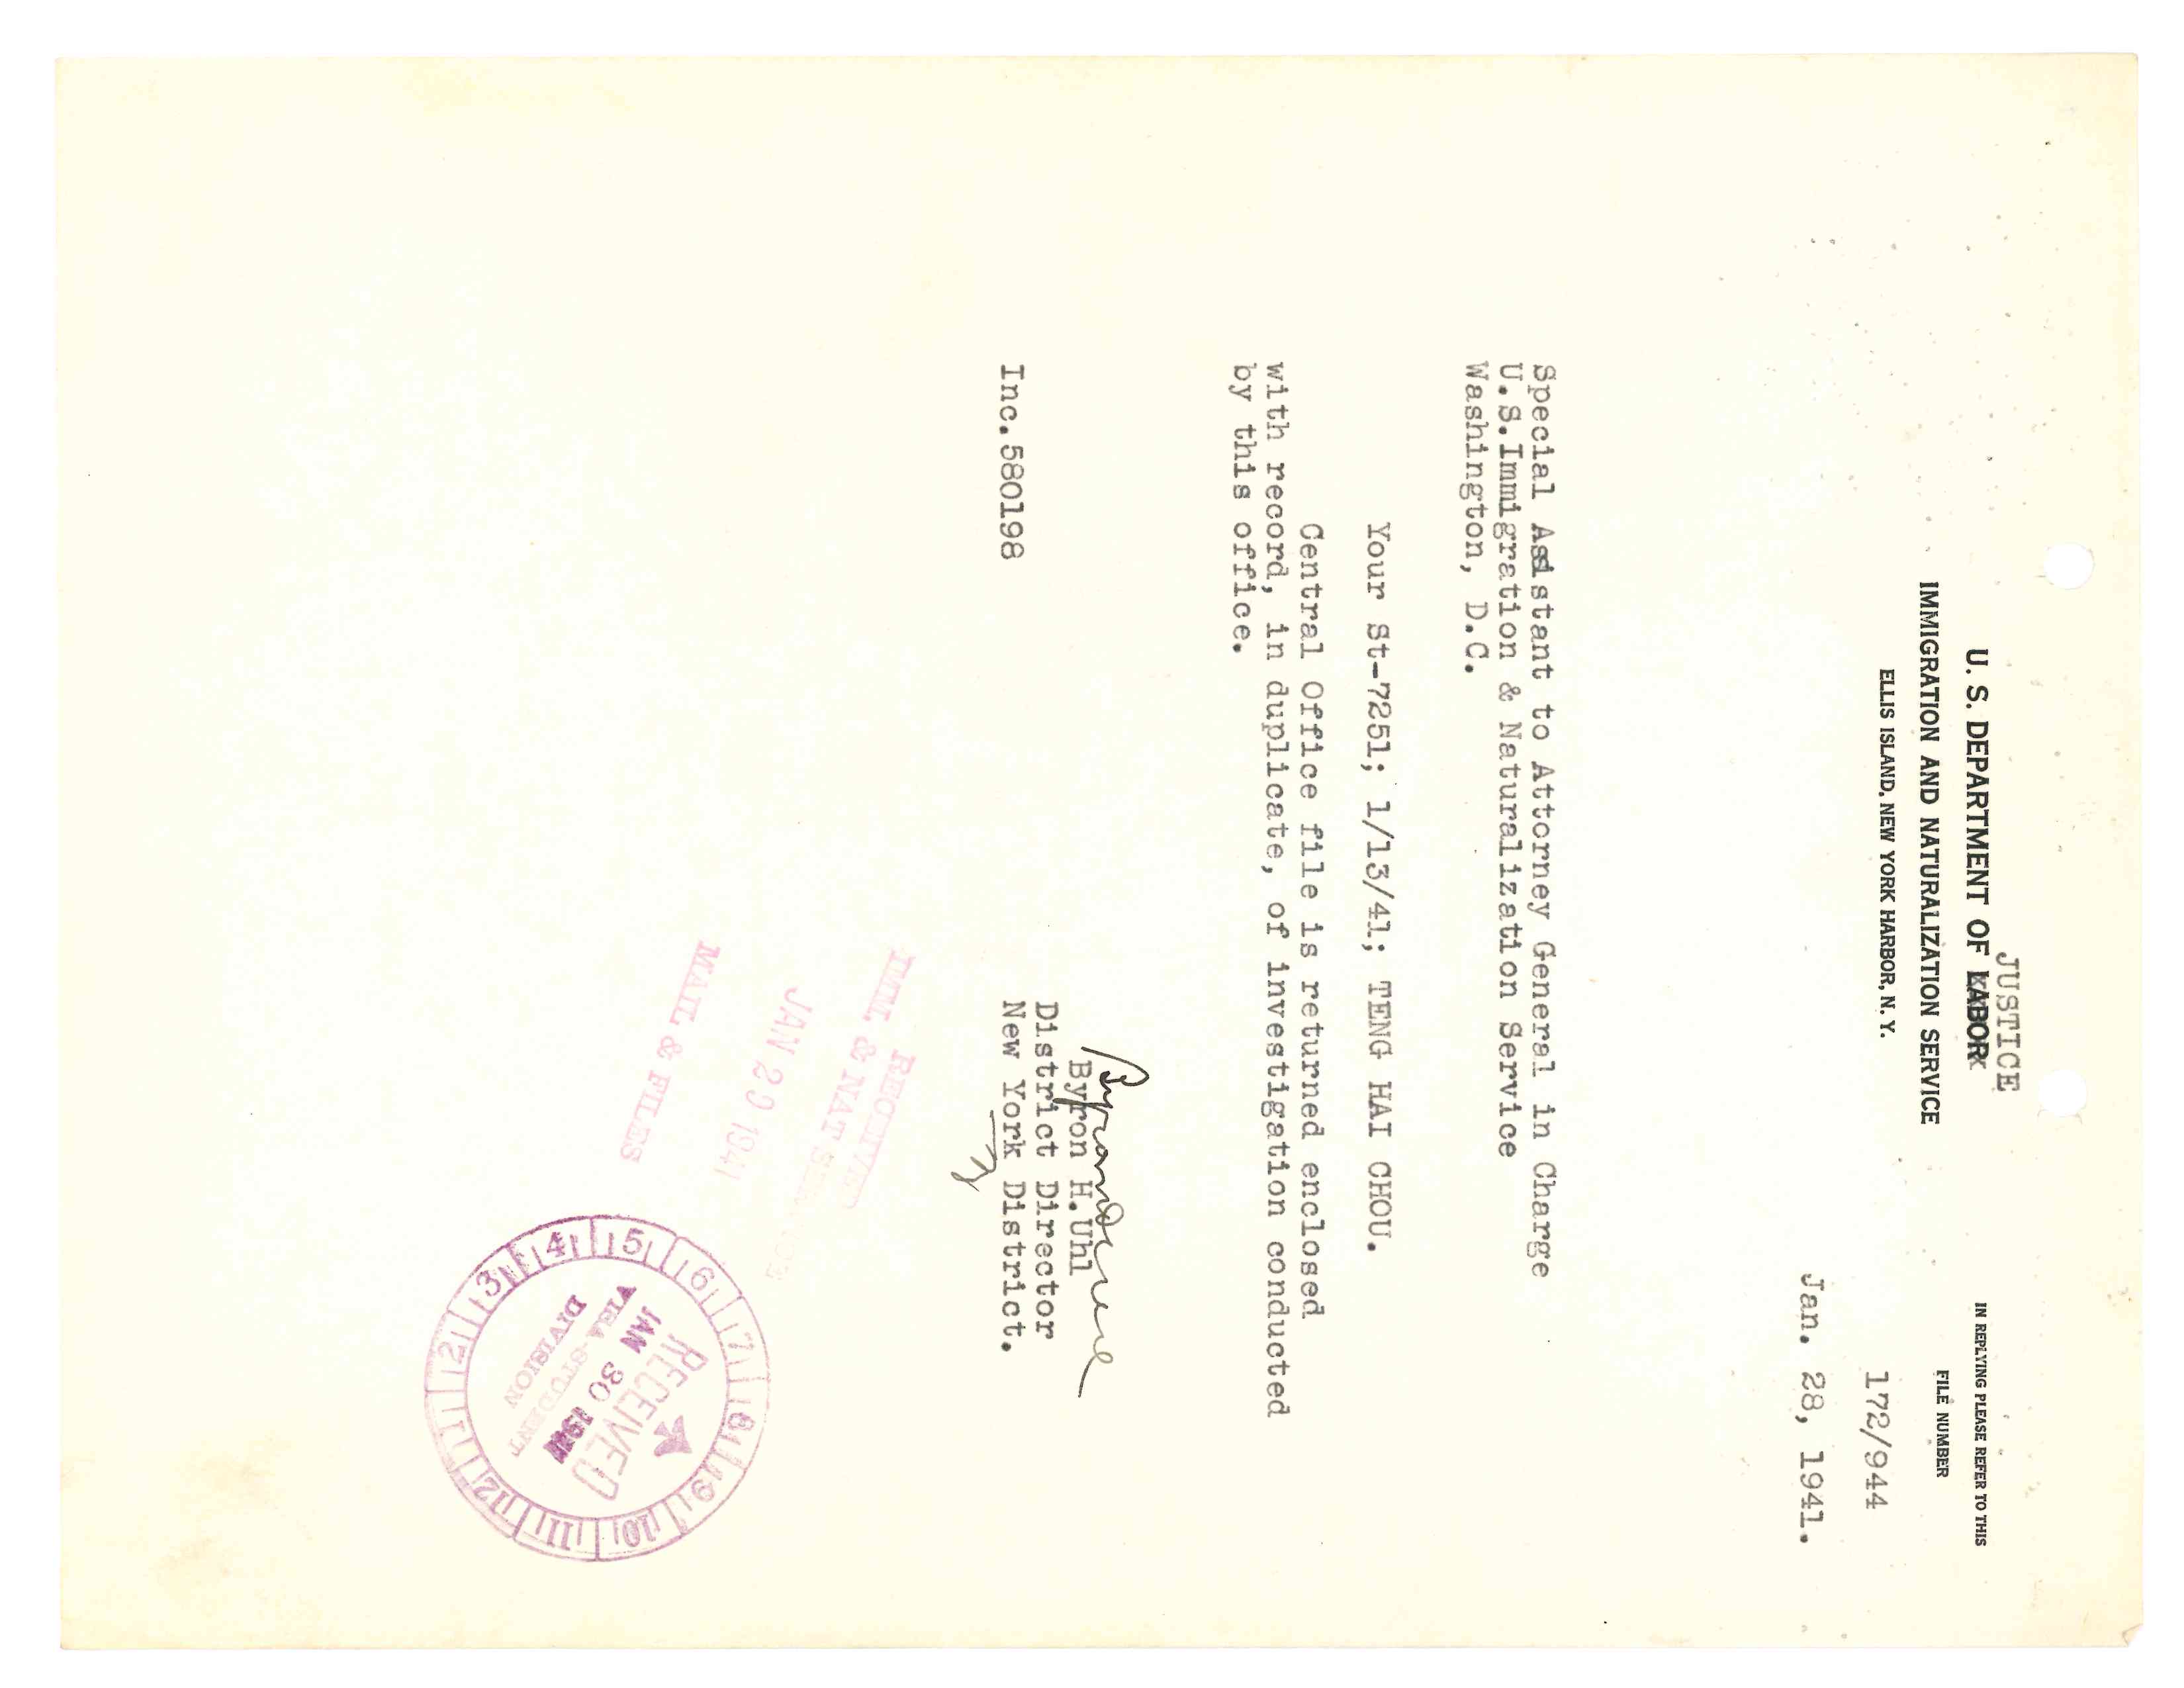 JUSTICE
U. S. DEPARTMENT OF LABOR
IMMIGRATION AND NATURALIZATION SERVICE
ELLIS ISLAND, NEW YORK HARBOR, N. Y.
IN REPLYING PLEASE REFER TO THIS
FILE NUMBER
172/944
Jan. 28, 1941.
Special Assistant to Attorney General in Charge
U.S.Immigration & Naturalization Service
Washington, D.C.
Your St-7251; 1/13/41; TENG HAI CHOU.
Central Office file is returned enclosed
with record, in duplicate, of investigation conducted
by this office.
Byron H. Uhl
Byron H.Uhl
District Director
New York District.
Inc.580198
RECEIVED
IMM. & NAT SERVICE
JAN 29 1941
MAIL & FILES
RECEIVED
JAN 30 1941
VISA-STUDENT
DIVISION
1 2 3 4 5 6 7 8 9 10 11 12